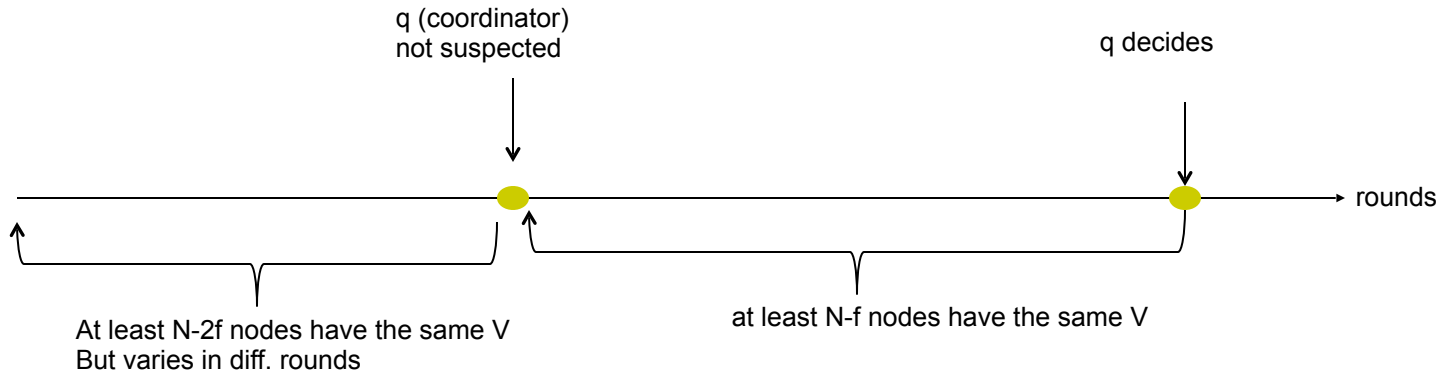 q (coordinator)
not suspected
q decides
rounds
At least N-2f nodes have the same V
But varies in diff. rounds
at least N-f nodes have the same V